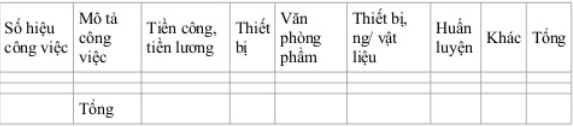 Số hiệu công việc
Mô tả công việc
Tiền công, tiền lương
Thiết bị
Văn phòng phẩm
Thiết bị, ng/ vật liệu
Huấn luyện
Khác
Tổng
Tổng